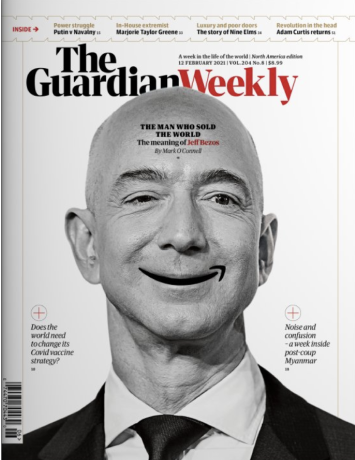 INSIDE →
Power struggle
Putin v Navalny
In-House extremist
Marjorie Taylor Greene
Luxury and poor doors
The story of Nine Elms
Revolution in the head
Adam Curtis returns
A week in the life of the world | North America edition
12 FEBRUARY 2021 | VOL.204 No.8 | $8.99
The
GuardianWeekly
THE MAN WHO SOLD
THE WORLD
The meaning of Jeff Bezos
By Mark O'Connell
Does the
world need
to change its
Covid vaccine
strategy?
Noise and
confusion
– a week inside
post-coup
Myanmar